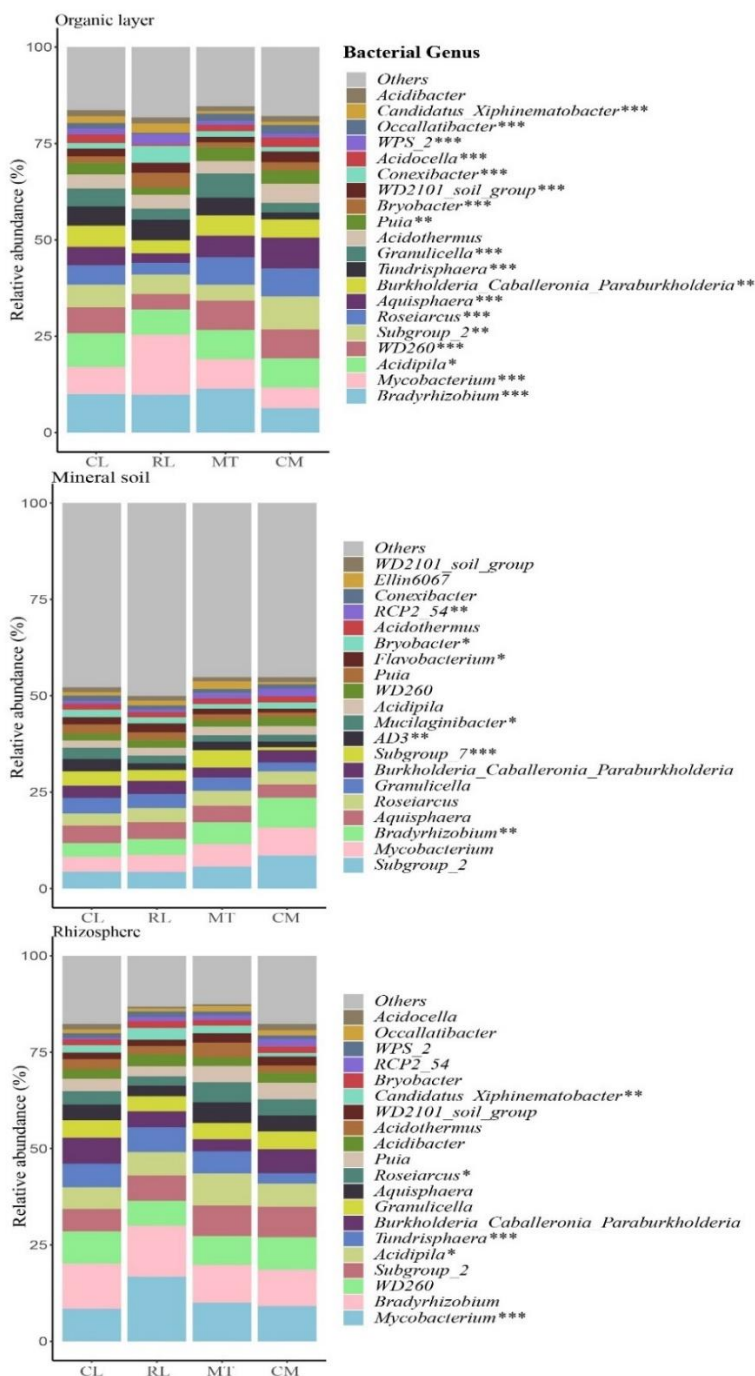 Organic layer
Relative abundance (%)
100
75
50
25
0
CL RL MT CM
Bacterial Genus
Others
Acidibacter
Candidatus_Xiphinematobacter***
Occallatibacter***
WPS_2***
Acidocella***
Conexibacter***
WD2101_soil_group***
Bryobacter***
Puia**
Acidothermus
Granulicella***
Tundrisphaera***
Burkholderia_Caballeronia_Paraburkholderia**
Aquisphaera***
Roseiarcus***
Subgroup_2**
WD260***
Acidipila*
Mycobacterium***
Bradyrhizobium***
Mineral soil
Relative abundance (%)
100
75
50
25
0
CL RL MT CM
Others
WD2101_soil_group
Ellin6067
Conexibacter
RCP2_54**
Acidothermus
Bryobacter*
Flavobacterium*
Puia
WD260
Acidipila
Mucilaginibacter*
AD3**
Subgroup_7***
Burkholderia_Caballeronia_Paraburkholderia
Granulicella
Roseiarcus
Aquisphaera
Bradyrhizobium**
Mycobacterium
Subgroup_2
Rhizosphere
Relative abundance (%)
100
75
50
25
0
CL RL MT CM
Others
Acidocella
Occallatibacter
WPS_2
RCP2_54
Bryobacter
Candidatus_Xiphinematobacter**
WD2101_soil_group
Acidothermus
Acidibacter
Puia
Roseiarcus*
Aquisphaera
Granulicella
Burkholderia_Caballeronia_Paraburkholderia
Tundrisphaera***
Acidipila*
Subgroup_2
WD260
Bradyrhizobium
Mycobacterium***